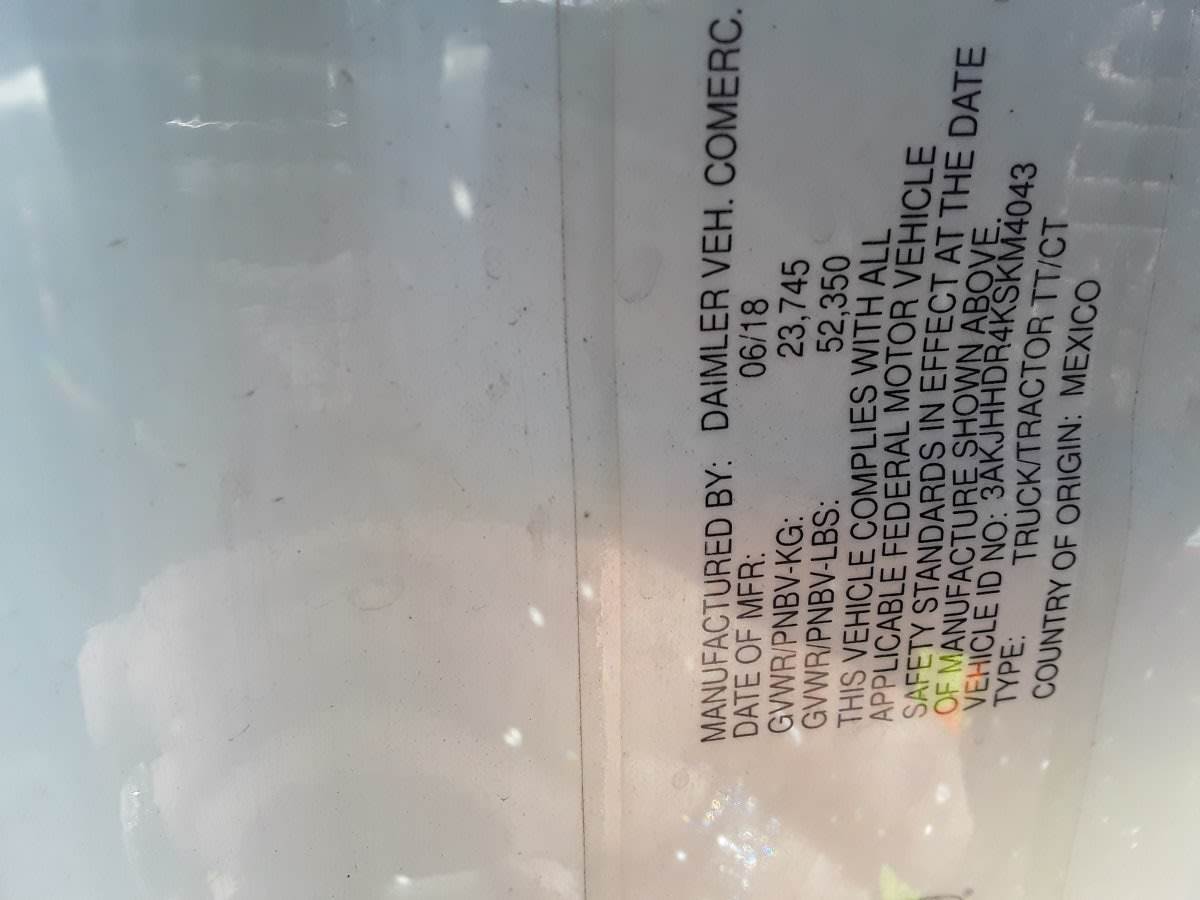 MANUFACTURED BY: DAIMLER VEH. COMERC.
DATE OF MFR: 06/18
GVWR/PNBV-KG: 23,745
GVWR/PNBV-LBS: 52,350
THIS VEHICLE COMPLIES WITH ALL
APPLICABLE FEDERAL MOTOR VEHICLE
SAFETY STANDARDS IN EFFECT AT THE DATE
OF MANUFACTURE SHOWN ABOVE.
VEHICLE ID NO: 3AKJHHDR4KSKM4043
TYPE: TRUCK/TRACTOR TT/CT
COUNTRY OF ORIGIN: MEXICO